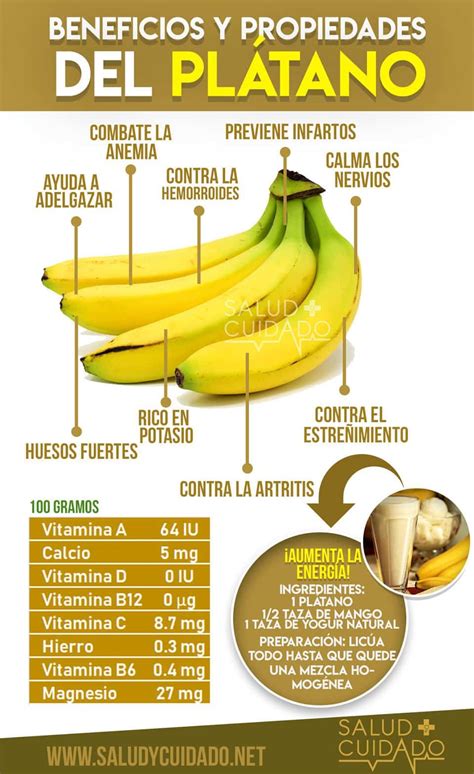 BENEFICIOS Y PROPIEDADES
DEL PLÁTANO
COMBATE LA
ANEMIA
PREVIENE INFARTOS
CALMA LOS
NERVIOS
AYUDA A
ADELGAZAR
CONTRA LA
HEMORROIDES
SALUD
CUIDADO
HUESOS FUERTES
RICO EN
POTASIO
CONTRA EL
ESTREÑIMIENTO
CONTRA LA ARTRITIS
100 GRAMOS
Vitamina A 64 IU
Calcio 5 mg
Vitamina D 0 IU
Vitamina B12 0 µg
Vitamina C 8.7 mg
Hierro 0.3 mg
Vitamina B6 0.4 mg
Magnesio 27 mg
¡AUMENTA LA
ENERGÍA!
INGREDIENTES:
1 PLATANO
1/2 TAZA DE MANGO
1 TAZA DE YOGUR NATURAL
PREPARACIÓN: LICÚA
TODO HASTA QUE QUEDE
UNA MEZCLA HO-
MOGÉNEA
WWW.SALUDYCUIDADO.NET
SALUD
CUIDADO